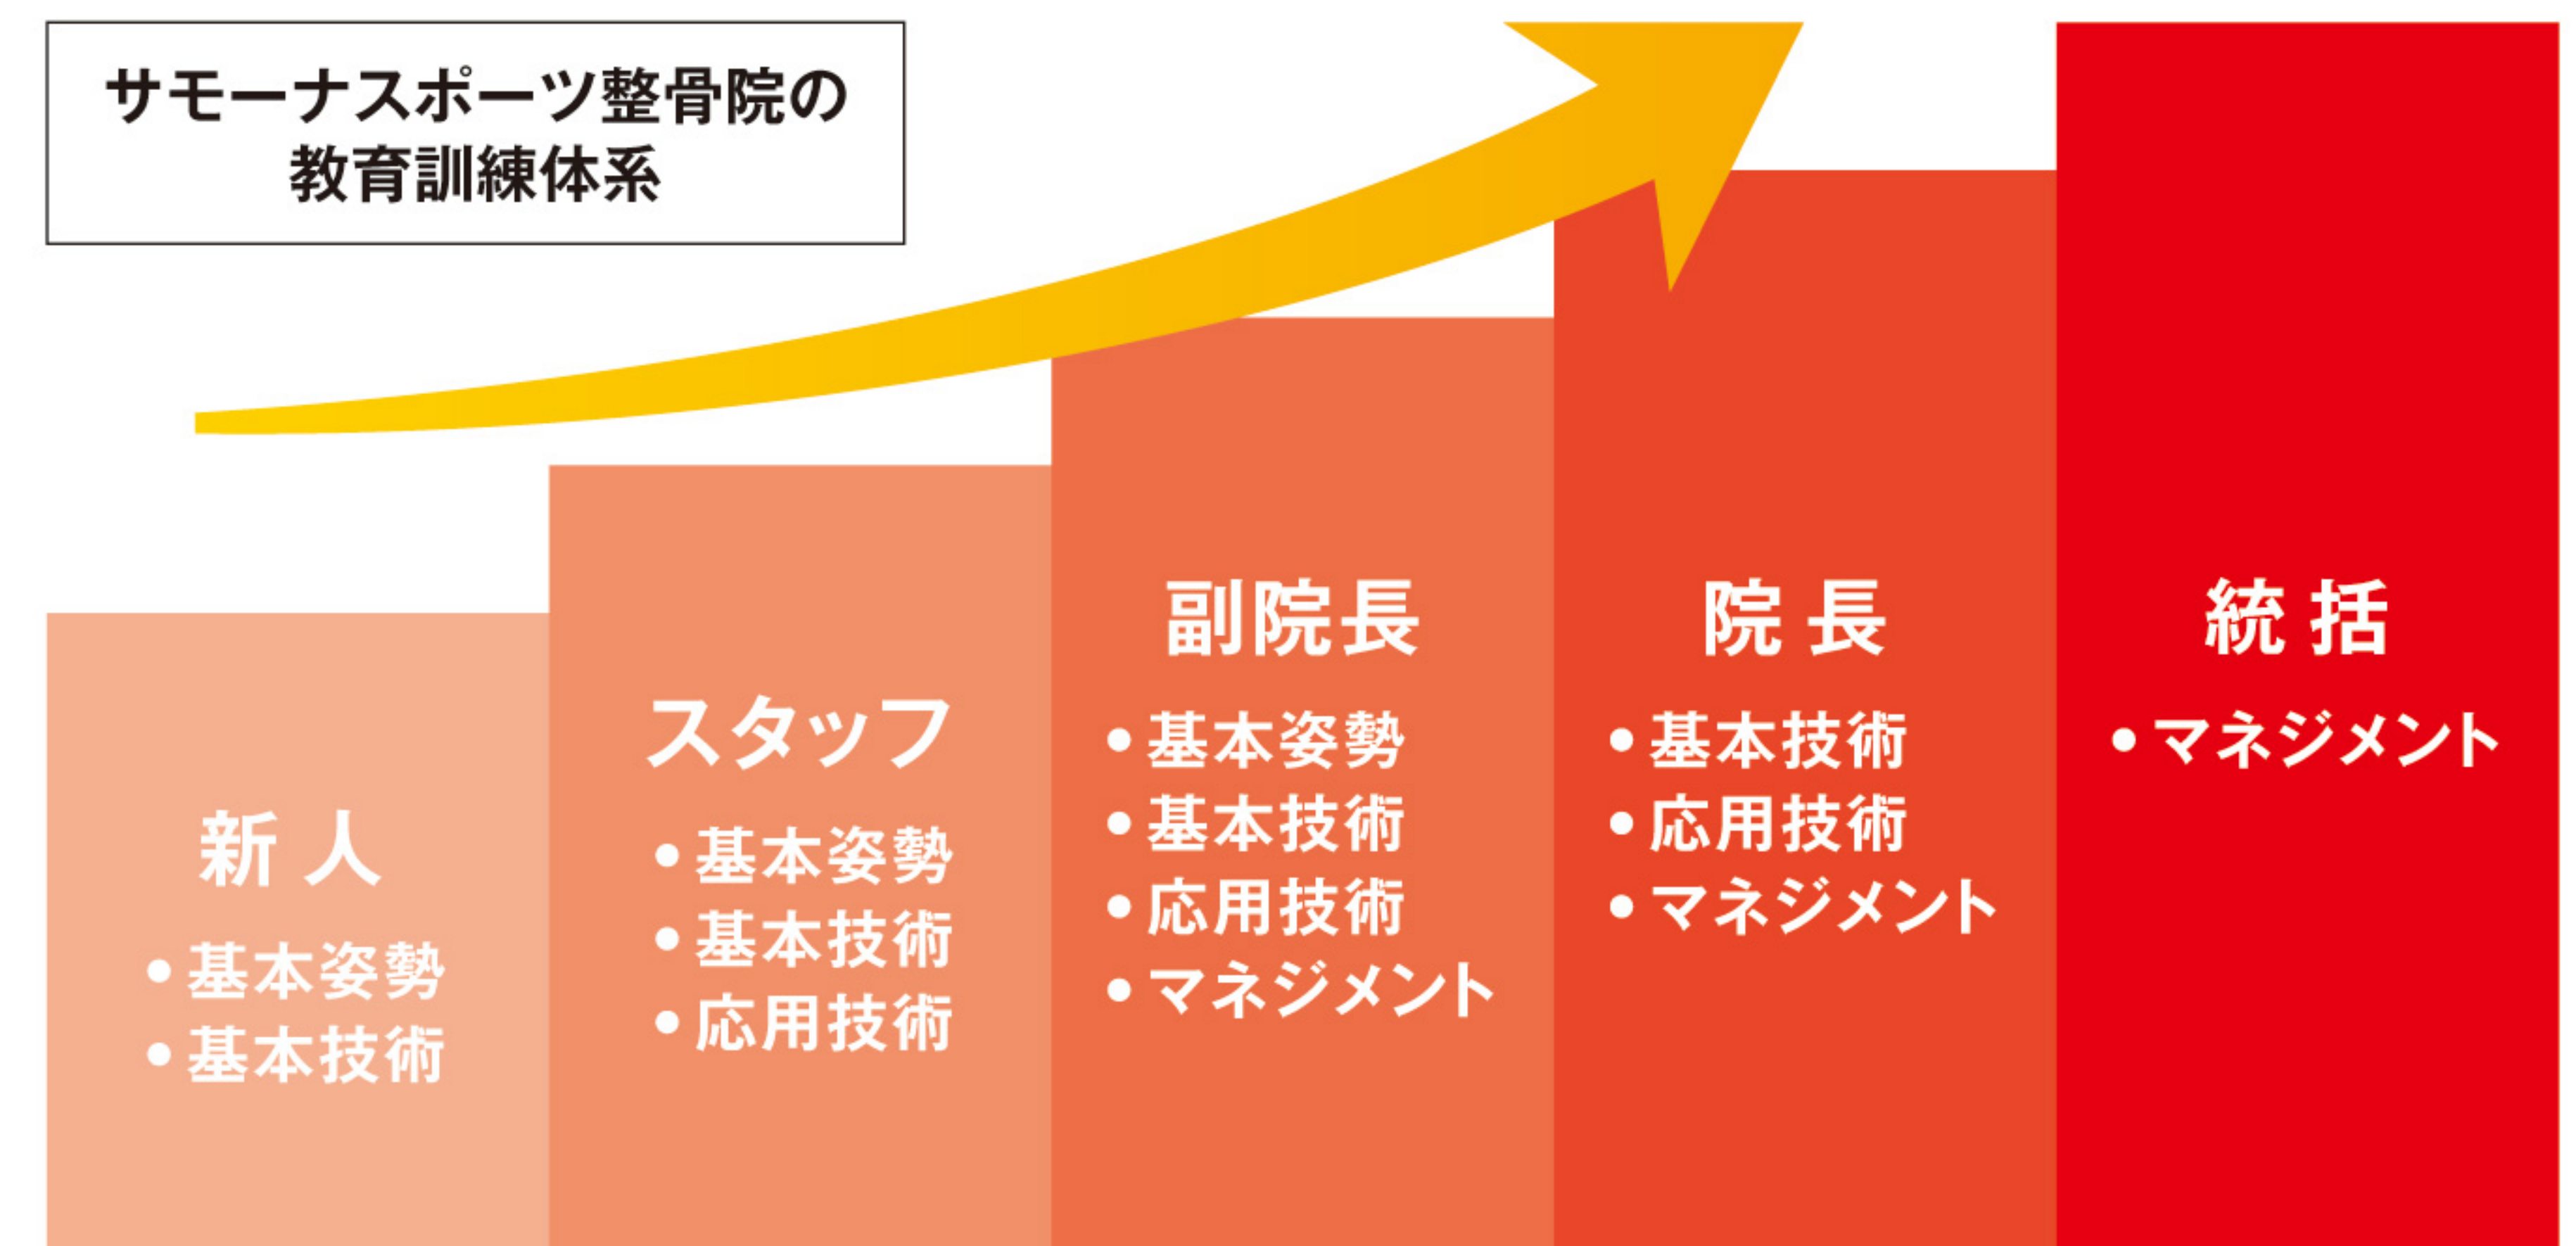 サモーナスポーツ整骨院の
教育訓練体系
新人
・基本姿勢
・基本技術
スタッフ
・基本姿勢
・基本技術
・応用技術
副院長
・基本姿勢
・基本技術
・応用技術
・マネジメント
院長
・基本技術
・応用技術
・マネジメント
統括
・マネジメント